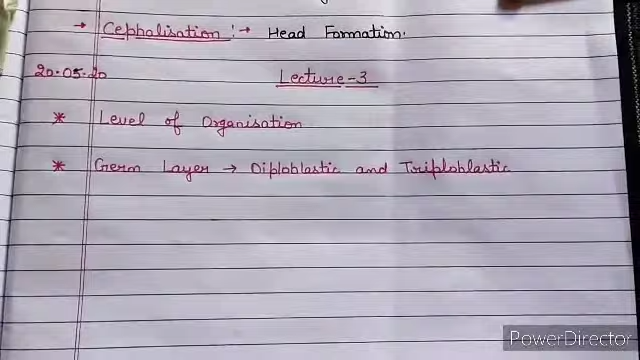 → Cephalisation :→ Head Formation.
20.05.20
Lecture-3
* Level of Organisation
* Germ Layer → Diploblastic and Triploblastic
PowerDirector